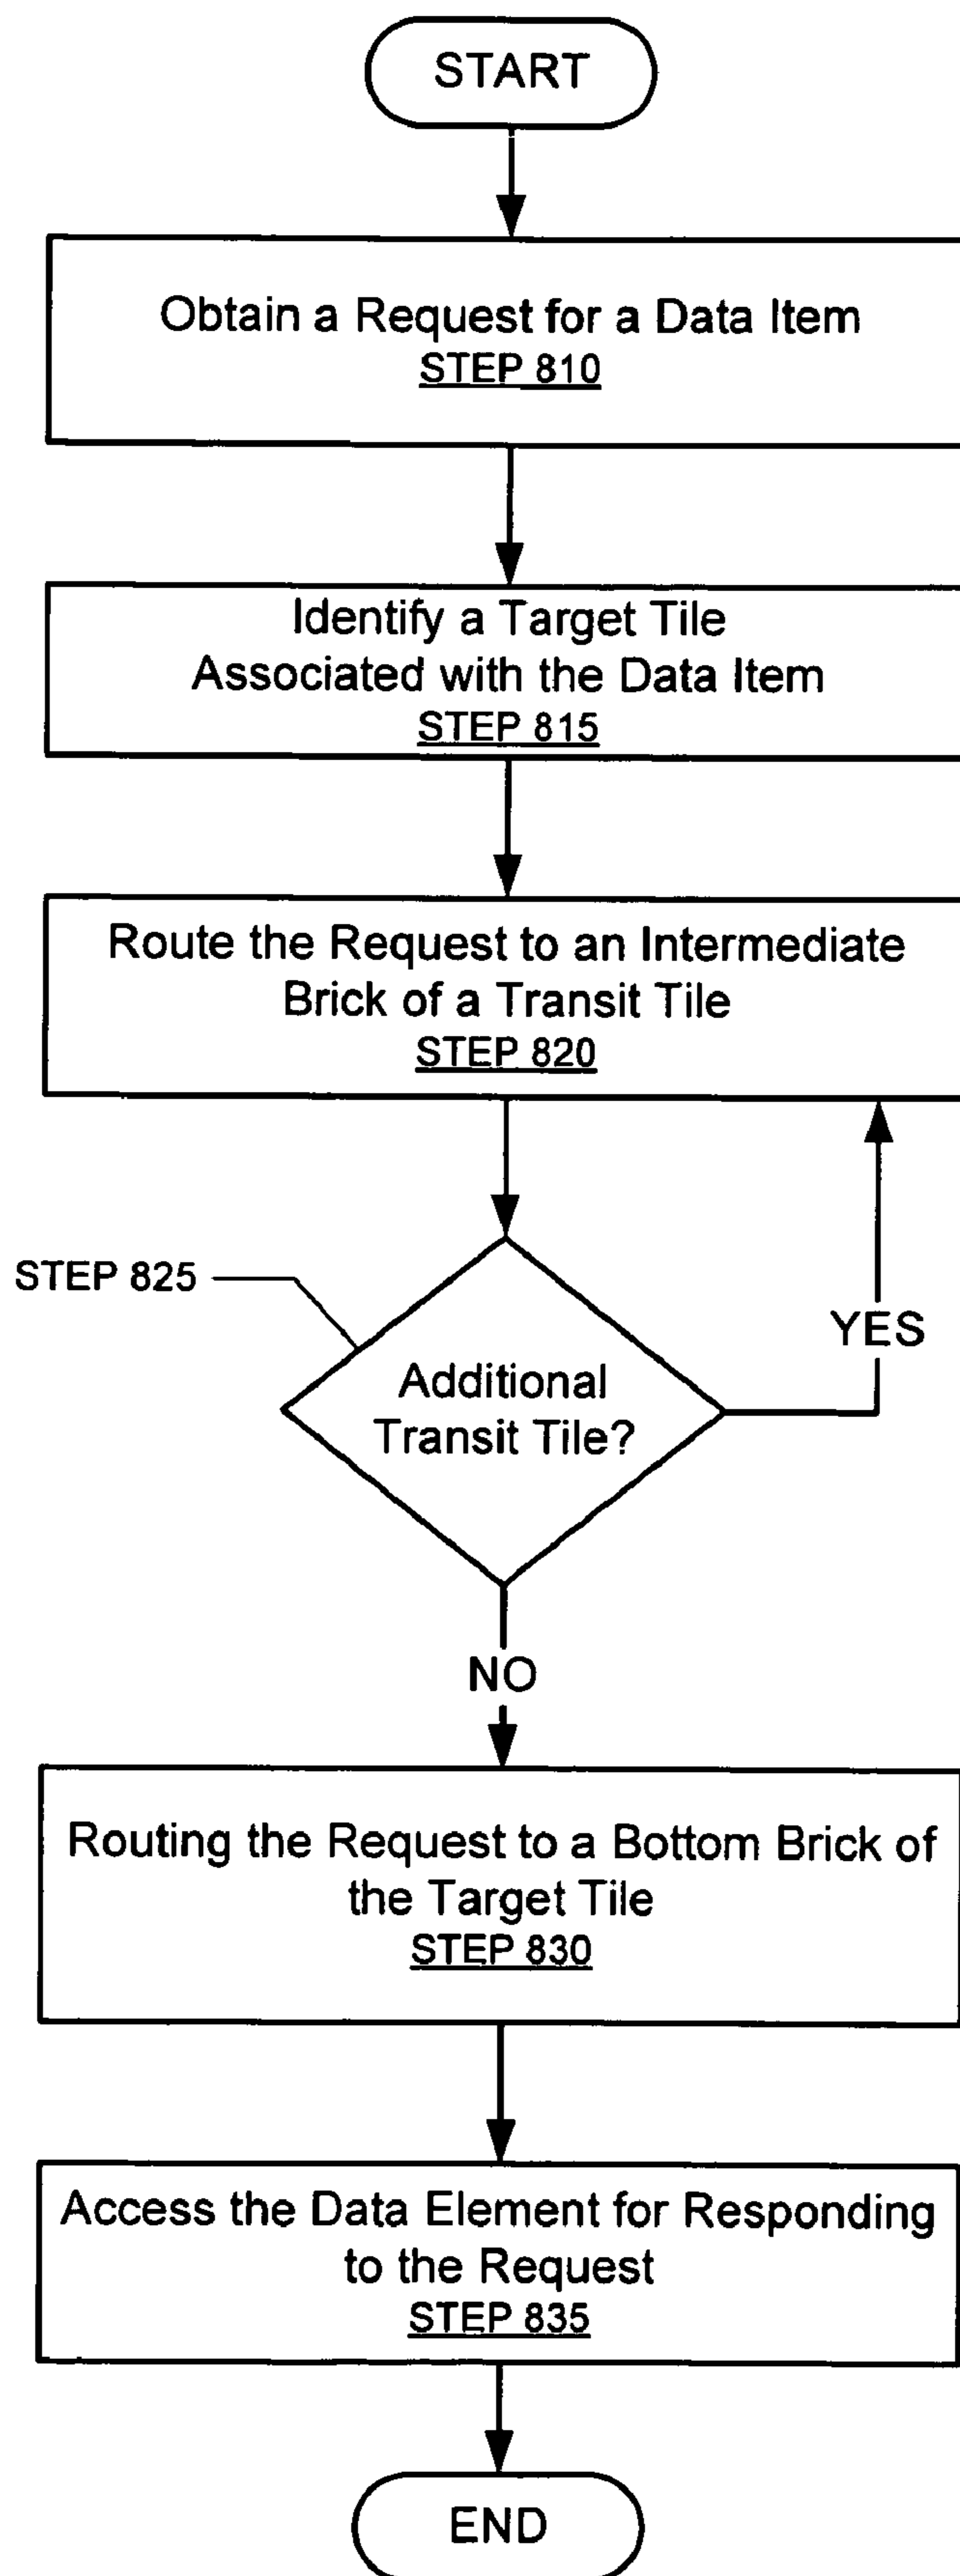 START
Obtain a Request for a Data Item
STEP 810
Identify a Target Tile
Associated with the Data Item
STEP 815
Route the Request to an Intermediate
Brick of a Transit Tile
STEP 820
STEP 825
YES
Additional
Transit Tile?
NO
Routing the Request to a Bottom Brick of
the Target Tile
STEP 830
Access the Data Element for Responding
to the Request
STEP 835
END